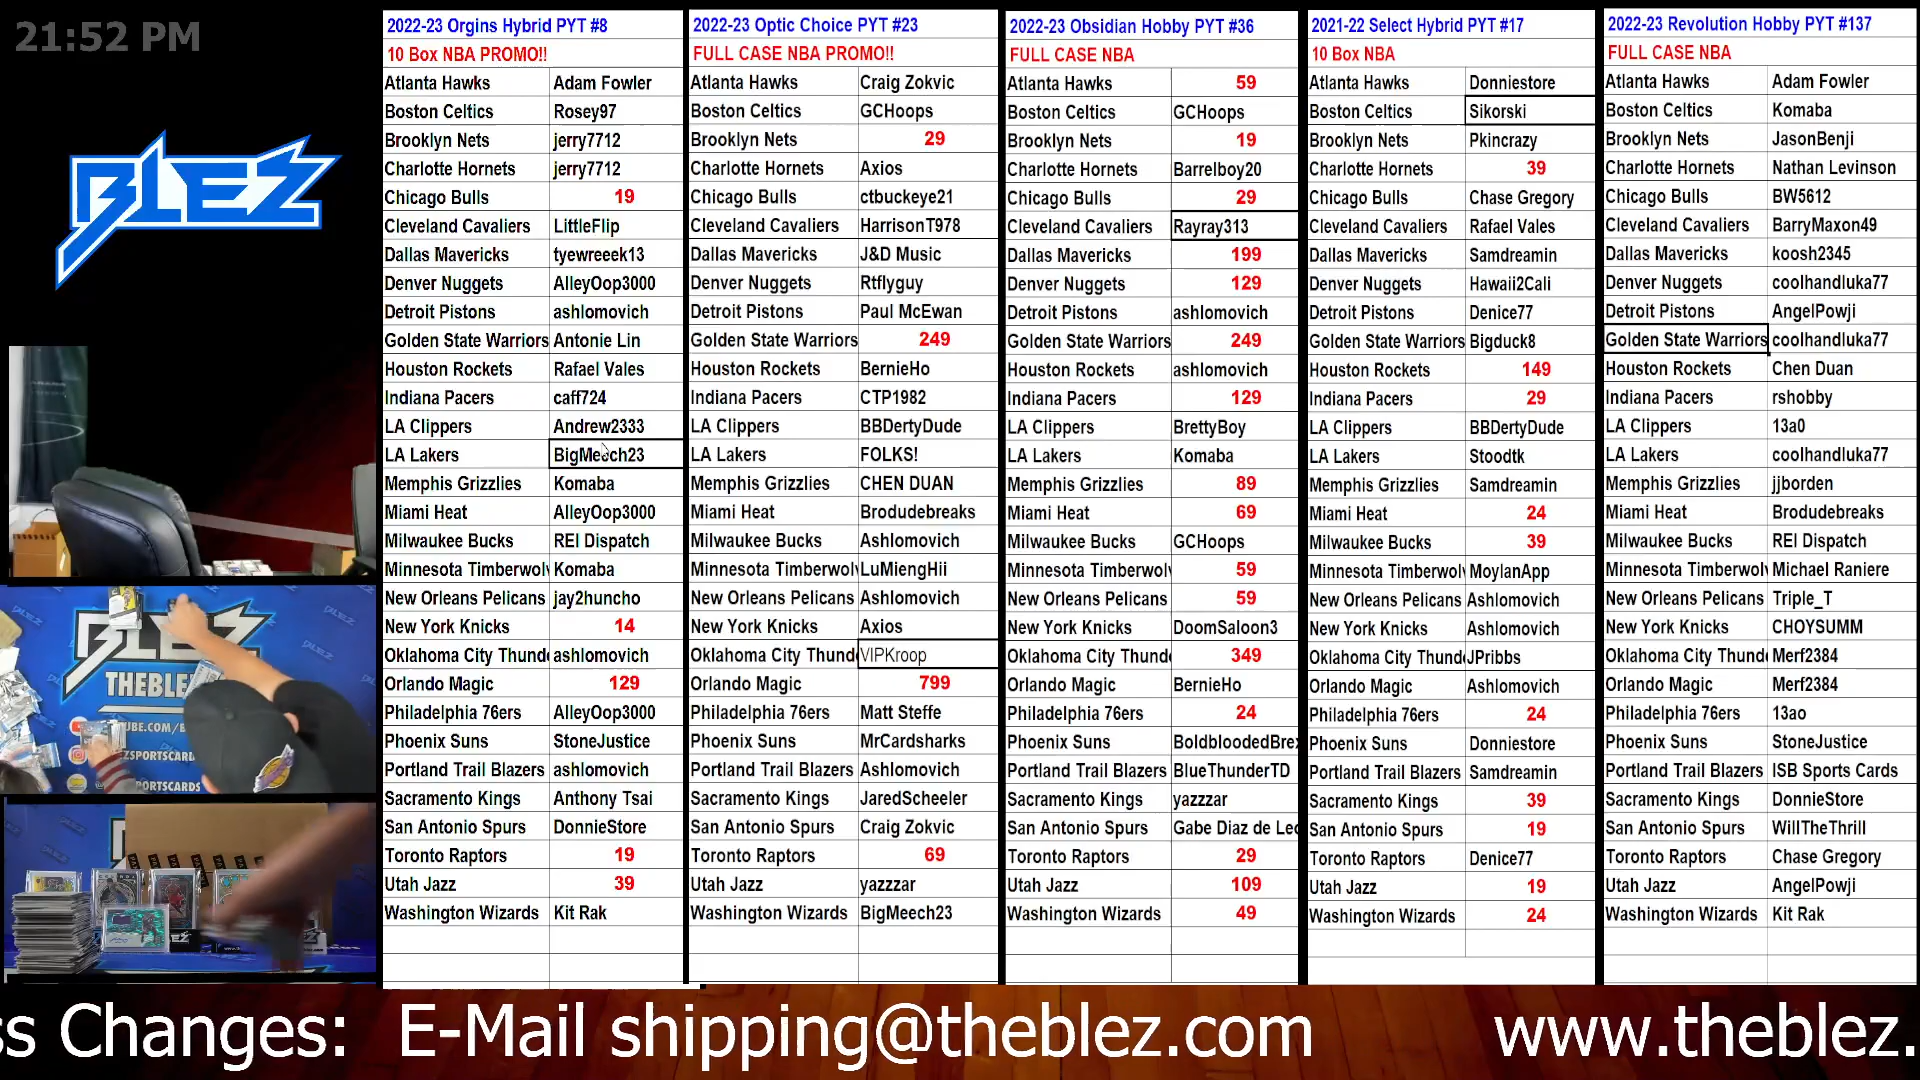 21:52 PM
BLEZ
BLEZ
THEBLEZ
2022-23 Orgins Hybrid PYT #8
10 Box NBA PROMO!!
Atlanta Hawks Adam Fowler
Boston Celtics Rosey97
Brooklyn Nets jerry7712
Charlotte Hornets jerry7712
Chicago Bulls 19
Cleveland Cavaliers LittleFlip
Dallas Mavericks tyewreeek13
Denver Nuggets AlleyOop3000
Detroit Pistons ashlomovich
Golden State Warriors Antonie Lin
Houston Rockets Rafael Vales
Indiana Pacers caff724
LA Clippers Andrew2333
LA Lakers BigMeech23
Memphis Grizzlies Komaba
Miami Heat AlleyOop3000
Milwaukee Bucks REI Dispatch
Minnesota Timberwolv Komaba
New Orleans Pelicans jay2huncho
New York Knicks 14
Oklahoma City Thund ashlomovich
Orlando Magic 129
Philadelphia 76ers AlleyOop3000
Phoenix Suns StoneJustice
Portland Trail Blazers ashlomovich
Sacramento Kings Anthony Tsai
San Antonio Spurs DonnieStore
Toronto Raptors 19
Utah Jazz 39
Washington Wizards Kit Rak
2022-23 Optic Choice PYT #23
FULL CASE NBA PROMO!!
Atlanta Hawks Craig Zokvic
Boston Celtics GCHoops
Brooklyn Nets 29
Charlotte Hornets Axios
Chicago Bulls ctbuckeye21
Cleveland Cavaliers HarrisonT978
Dallas Mavericks J&D Music
Denver Nuggets Rtflyguy
Detroit Pistons Paul McEwan
Golden State Warriors 249
Houston Rockets BernieHo
Indiana Pacers CTP1982
LA Clippers BBDertyDude
LA Lakers FOLKS!
Memphis Grizzlies CHEN DUAN
Miami Heat Brodudebreaks
Milwaukee Bucks Ashlomovich
Minnesota Timberwolv LuMiengHii
New Orleans Pelicans Ashlomovich
New York Knicks Axios
Oklahoma City Thund VIPKroop
Orlando Magic 799
Philadelphia 76ers Matt Steffe
Phoenix Suns MrCardsharks
Portland Trail Blazers Ashlomovich
Sacramento Kings JaredScheeler
San Antonio Spurs Craig Zokvic
Toronto Raptors 69
Utah Jazz yazzzar
Washington Wizards BigMeech23
2022-23 Obsidian Hobby PYT #36
FULL CASE NBA
Atlanta Hawks 59
Boston Celtics GCHoops
Brooklyn Nets 19
Charlotte Hornets Barrelboy20
Chicago Bulls 29
Cleveland Cavaliers Rayray313
Dallas Mavericks 199
Denver Nuggets 129
Detroit Pistons ashlomovich
Golden State Warriors 249
Houston Rockets ashlomovich
Indiana Pacers 129
LA Clippers BrettyBoy
LA Lakers Komaba
Memphis Grizzlies 89
Miami Heat 69
Milwaukee Bucks GCHoops
Minnesota Timberwolv 59
New Orleans Pelicans 59
New York Knicks DoomSaloon3
Oklahoma City Thund 349
Orlando Magic BernieHo
Philadelphia 76ers 24
Phoenix Suns BoldbloodedBrea
Portland Trail Blazers BlueThunderTD
Sacramento Kings yazzzar
San Antonio Spurs Gabe Diaz de Leo
Toronto Raptors 29
Utah Jazz 109
Washington Wizards 49
2021-22 Select Hybrid PYT #17
10 Box NBA
Atlanta Hawks Donniestore
Boston Celtics Sikorski
Brooklyn Nets Pkincrazy
Charlotte Hornets 39
Chicago Bulls Chase Gregory
Cleveland Cavaliers Rafael Vales
Dallas Mavericks Samdreamin
Denver Nuggets Hawaii2Cali
Detroit Pistons Denice77
Golden State Warriors Bigduck8
Houston Rockets 149
Indiana Pacers 29
LA Clippers BBDertyDude
LA Lakers Stoodtk
Memphis Grizzlies Samdreamin
Miami Heat 24
Milwaukee Bucks 39
Minnesota Timberwolv MoylanApp
New Orleans Pelicans Ashlomovich
New York Knicks Ashlomovich
Oklahoma City Thund JPribbs
Orlando Magic Ashlomovich
Philadelphia 76ers 24
Phoenix Suns Donniestore
Portland Trail Blazers Samdreamin
Sacramento Kings 39
San Antonio Spurs 19
Toronto Raptors Denice77
Utah Jazz 19
Washington Wizards 24
2022-23 Revolution Hobby PYT #137
FULL CASE NBA
Atlanta Hawks Adam Fowler
Boston Celtics Komaba
Brooklyn Nets JasonBenji
Charlotte Hornets Nathan Levinson
Chicago Bulls BW5612
Cleveland Cavaliers BarryMaxon49
Dallas Mavericks koosh2345
Denver Nuggets coolhandluka77
Detroit Pistons AngelPowji
Golden State Warriors coolhandluka77
Houston Rockets Chen Duan
Indiana Pacers rshobby
LA Clippers 13a0
LA Lakers coolhandluka77
Memphis Grizzlies jjborden
Miami Heat Brodudebreaks
Milwaukee Bucks REI Dispatch
Minnesota Timberwolv Michael Raniere
New Orleans Pelicans Triple_T
New York Knicks CHOYSUMM
Oklahoma City Thund Merf2384
Orlando Magic Merf2384
Philadelphia 76ers 13ao
Phoenix Suns StoneJustice
Portland Trail Blazers ISB Sports Cards
Sacramento Kings DonnieStore
San Antonio Spurs WillTheThrill
Toronto Raptors Chase Gregory
Utah Jazz AngelPowji
Washington Wizards Kit Rak
ss Changes: E-Mail shipping@theblez.com www.theblez.